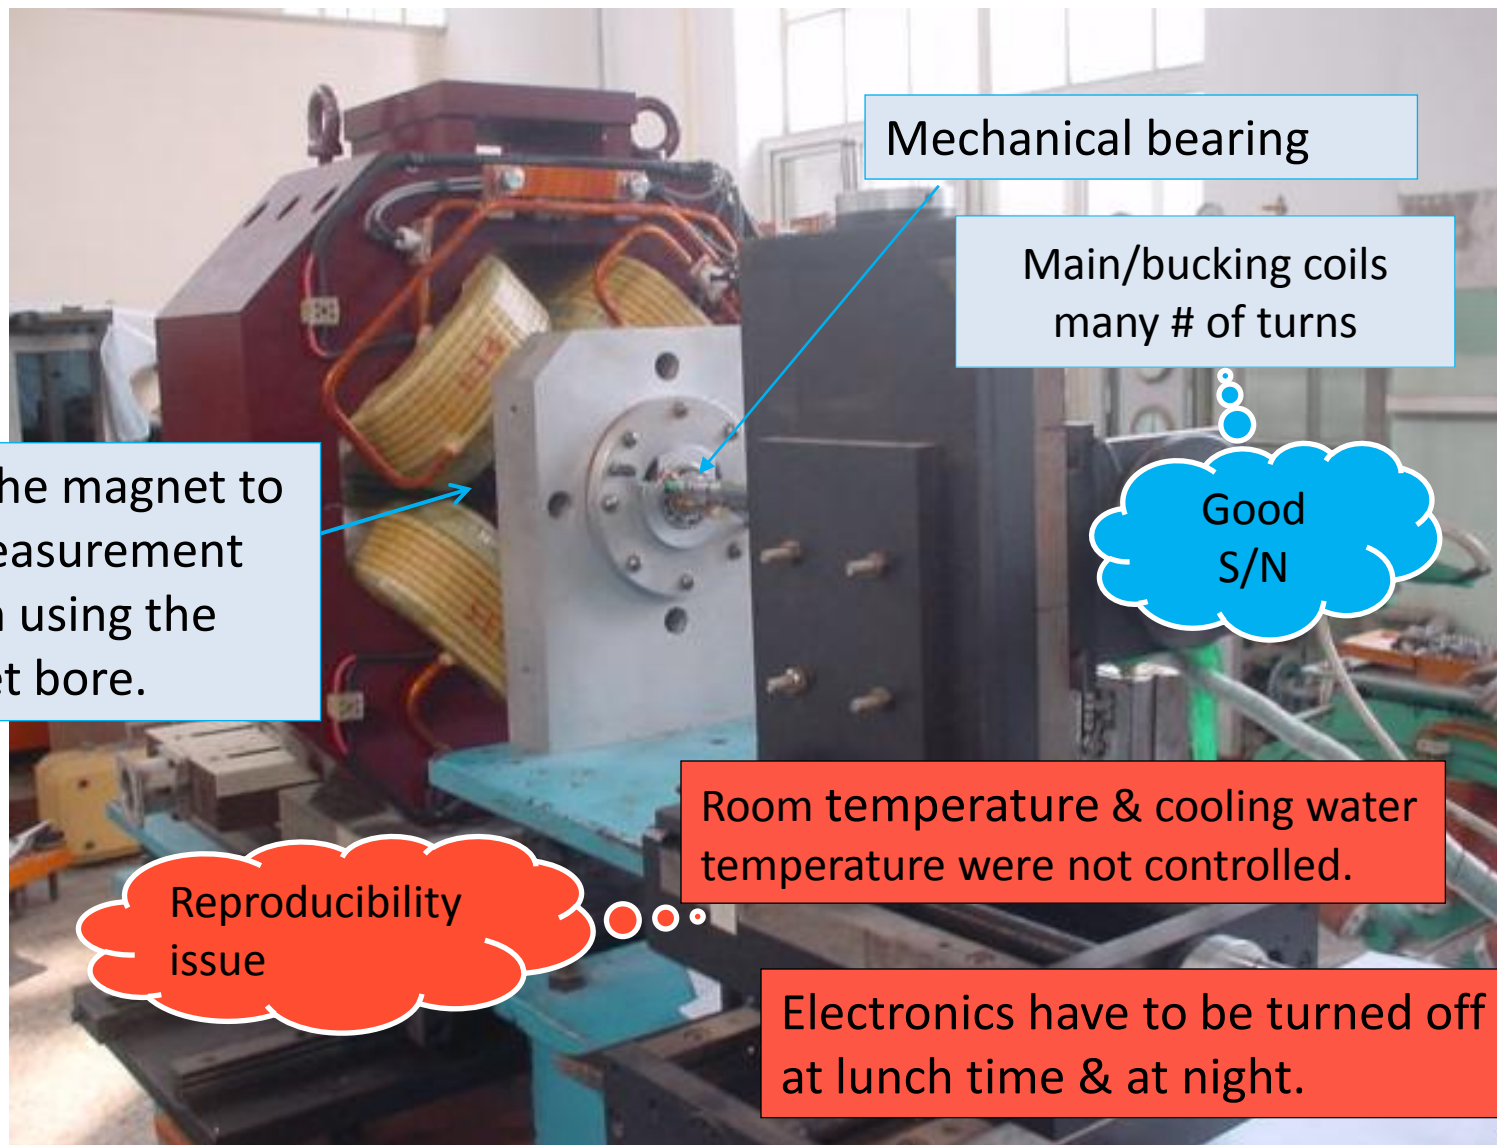 Mechanical bearing
Main/bucking coils
many # of turns
Good
S/N
he magnet to
easurement
using the
et bore.
Room temperature & cooling water
temperature were not controlled.
Reproducibility
issue
Electronics have to be turned off
at lunch time & at night.